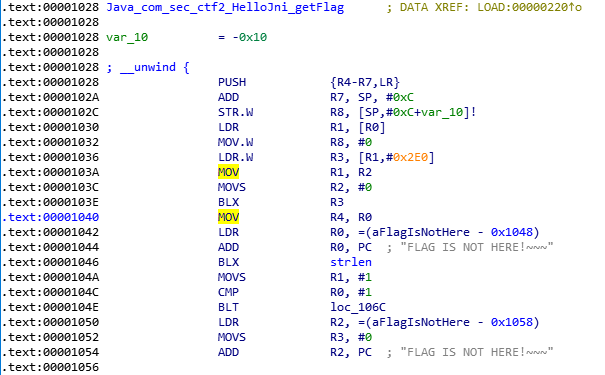 .text:00001028 Java_com_sec_ctf2_HelloJni_getFlag ; DATA XREF: LOAD:00000220↑o
.text:00001028
.text:00001028 var_10 = -0x10
.text:00001028
.text:00001028 ; __unwind {
.text:00001028 PUSH {R4-R7,LR}
.text:0000102A ADD R7, SP, #0xC
.text:0000102C STR.W R8, [SP,#0xC+var_10]!
.text:00001030 LDR R1, [R0]
.text:00001032 MOV.W R8, #0
.text:00001036 LDR.W R3, [R1,#0x2E0]
.text:0000103A MOV R1, R2
.text:0000103C MOVS R2, #0
.text:0000103E BLX R3
.text:00001040 MOV R4, R0
.text:00001042 LDR R0, =(aFlagIsNotHere - 0x1048)
.text:00001044 ADD R0, PC ; "FLAG IS NOT HERE!~~~"
.text:00001046 BLX strlen
.text:0000104A MOVS R1, #1
.text:0000104C CMP R0, #1
.text:0000104E BLT loc_106C
.text:00001050 LDR R2, =(aFlagIsNotHere - 0x1058)
.text:00001052 MOVS R3, #0
.text:00001054 ADD R2, PC ; "FLAG IS NOT HERE!~~~"
.text:00001056